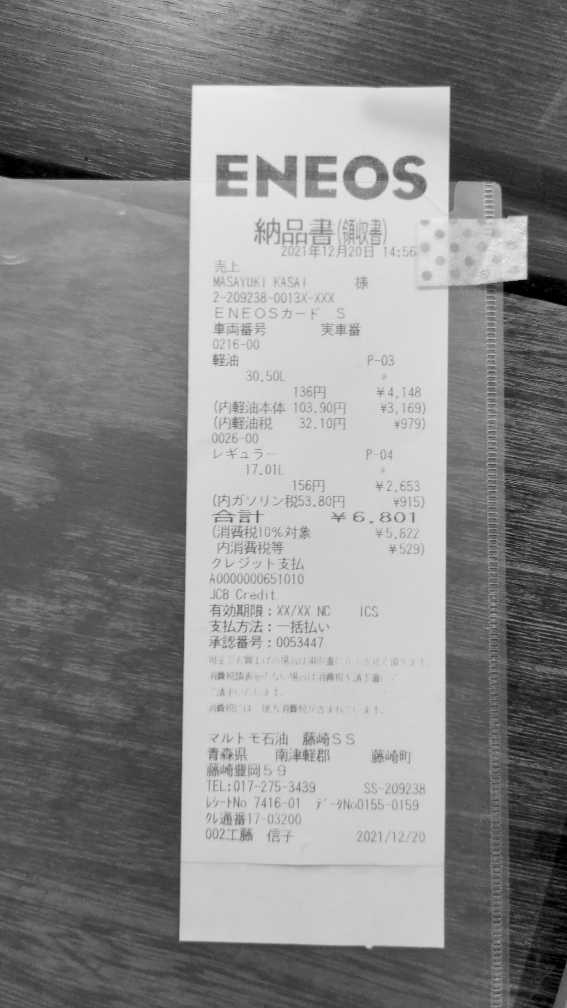 ENEOS
納品書(領収書)
2021年12月20日 14:56
売上
MASAYUKI KASAI 様
2-209238-0013X-XXX
ENEOSカード S
車両番号 実車番
0216-00
軽油 P-03
30.50L *
136円 ¥4,148
(内軽油本体 103.90円 ¥3,169)
(内軽油税 32.10円 ¥979)
0026-00
レギュラー P-04
17.01L *
156円 ¥2,653
(内ガソリン税53.80円 ¥915)
合計 ¥6,801
(消費税10%対象 ¥5,822
内消費税等 ¥529)
クレジット支払
A0000000651010
JCB Credit
有効期限:XX/XX NC ICS
支払方法:一括払い
承認番号:0053447
マルトモ石油 藤崎SS
青森県 南津軽郡 藤崎町
藤崎豊岡59
TEL:017-275-3439 SS-209238
レシートNo 7416-01 データNo0155-0159
クレ通番17-03200
002工藤 信子 2021/12/20